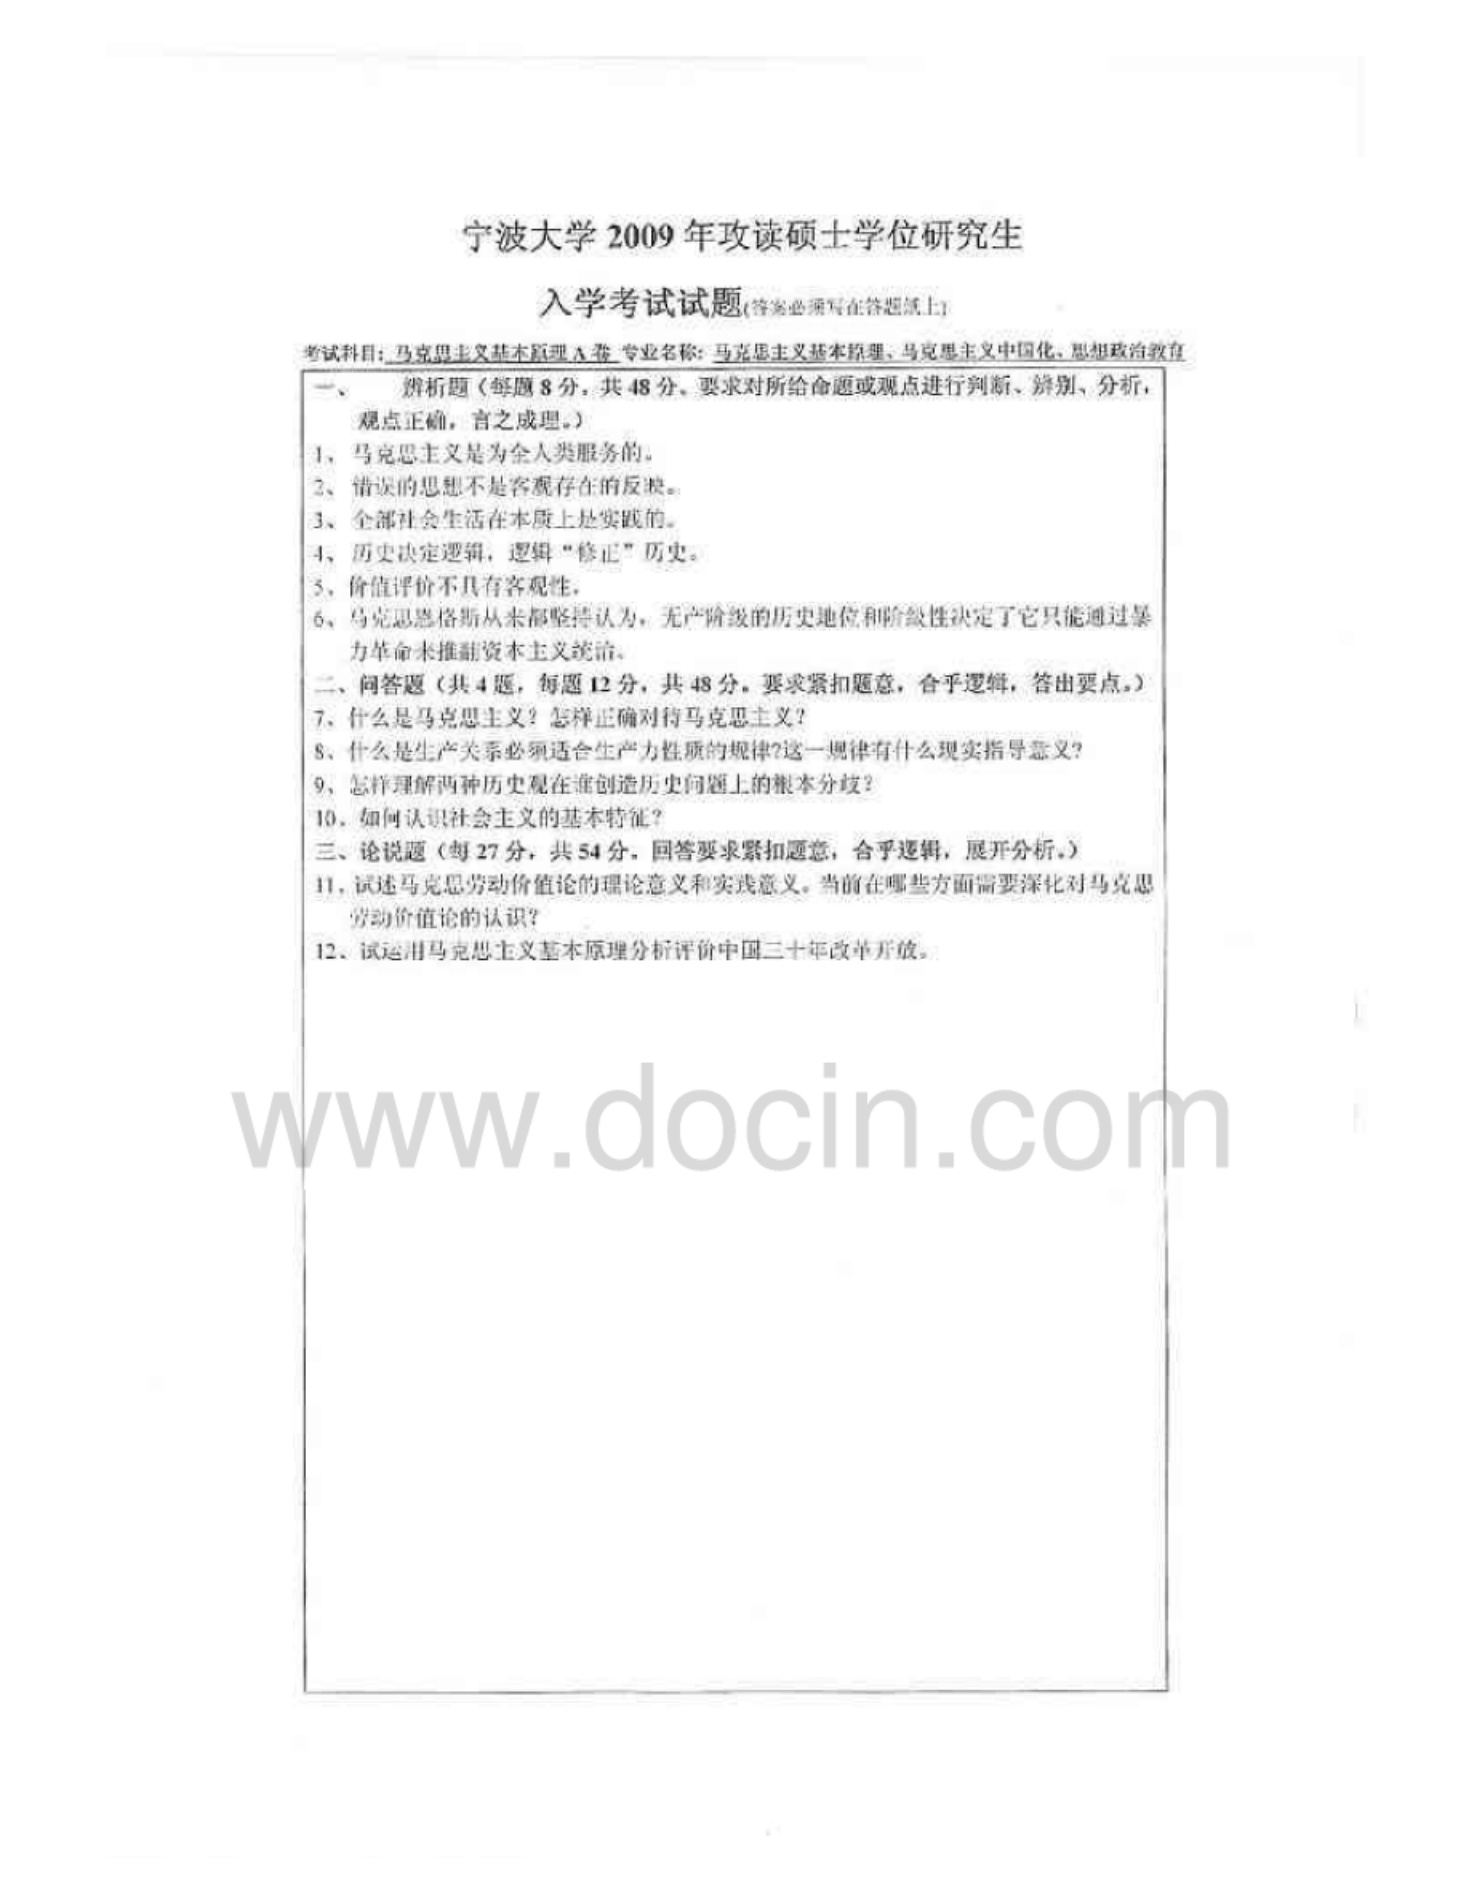 宁波大学 2009 年攻读硕士学位研究生
入学考试试题(答案必须写在答题纸上)
考试科目: 马克思主义基本原理 A 卷 专业名称: 马克思主义基本原理、马克思主义中国化、思想政治教育
一、 辨析题（每题 8 分，共 48 分。要求对所给命题或观点进行判断、辨别、分析，
观点正确，言之成理。）
1、 马克思主义是为全人类服务的。
2、 错误的思想不是客观存在的反映。
3、 全部社会生活在本质上是实践的。
4、 历史决定逻辑，逻辑“修正”历史。
5、价值评价不具有客观性。
6、马克思恩格斯从来都坚持认为，无产阶级的历史地位和阶级性决定了它只能通过暴
力革命来推翻资本主义统治。
二、问答题（共 4 题，每题 12 分，共 48 分。要求紧扣题意，合乎逻辑，答出要点。）
7、什么是马克思主义？怎样正确对待马克思主义？
8、什么是生产关系必须适合生产力性质的规律?这一规律有什么现实指导意义?
9、怎样理解两种历史观在谁创造历史问题上的根本分歧？
10、如何认识社会主义的基本特征？
三、论说题（每 27 分，共 54 分。回答要求紧扣题意，合乎逻辑，展开分析。）
11、试述马克思劳动价值论的理论意义和实践意义。当前在哪些方面需要深化对马克思
劳动价值论的认识？
12、试运用马克思主义基本原理分析评价中国三十年改革开放。
www.docin.com